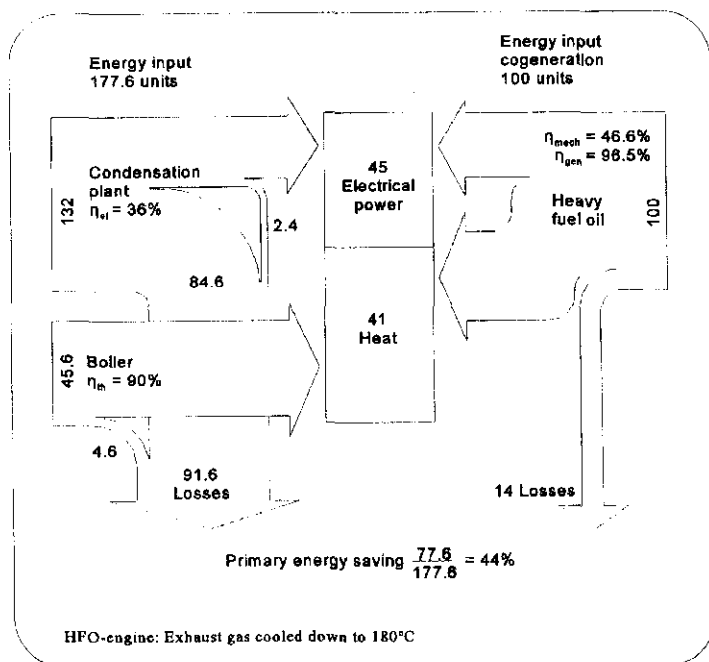 Energy input
177.6 units
Energy input
cogeneration
100 units
Condensation
plant
ηel = 36%
132
2.4
84.6
45
Electrical
power
ηmech = 46.6%
ηgen = 96.5%
Heavy
fuel oil
100
41
Heat
Boiler
ηth = 90%
45.6
4.6
91.6
Losses
14 Losses
Primary energy saving 77.6/177.6 = 44%
HFO-engine: Exhaust gas cooled down to 180°C